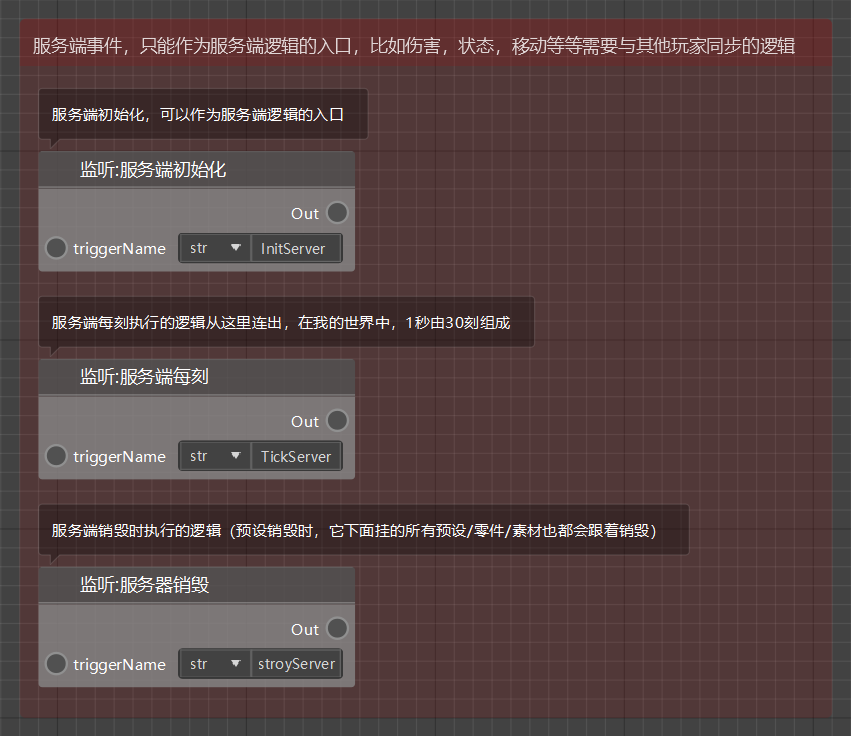 服务端事件，只能作为服务端逻辑的入口，比如伤害，状态，移动等等需要与其他玩家同步的逻辑
服务端初始化，可以作为服务端逻辑的入口
监听:服务端初始化
Out
triggerName str InitServer
服务端每刻执行的逻辑从这里连出，在我的世界中，1秒由30刻组成
监听:服务端每刻
Out
triggerName str TickServer
服务端销毁时执行的逻辑（预设销毁时，它下面挂的所有预设/零件/素材也都会跟着销毁）
监听:服务器销毁
Out
triggerName str stroyServer